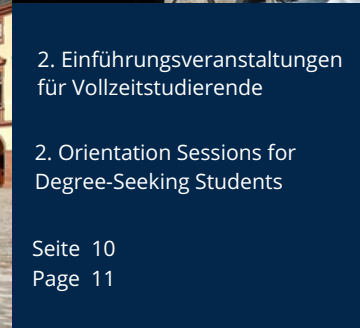 2. Einführungsveranstaltungen
für Vollzeitstudierende
2. Orientation Sessions for
Degree-Seeking Students
Seite 10
Page 11